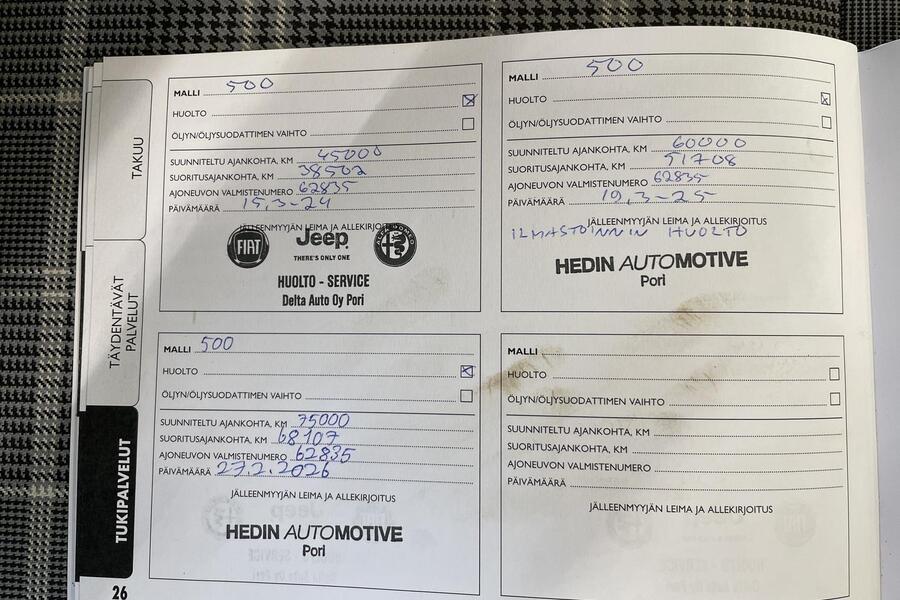 TAKUU
TÄYDENTÄVÄT
PALVELUT
TUKIPALVELUT
26
MALLI 500
HUOLTO
ÖLJYN/ÖLJYSUODATTIMEN VAIHTO
SUUNNITELTU AJANKOHTA, KM 45000
SUORITUSAJANKOHTA, KM 38502
AJONEUVON VALMISTENUMERO 62835
PÄIVÄMÄÄRÄ 15.3-24
JÄLLEENMYYJÄN LEIMA JA ALLEKIRJOITUS
FIAT
Jeep
THERE'S ONLY ONE
HUOLTO - SERVICE
Delta Auto Oy Pori
MALLI 500
HUOLTO
ÖLJYN/ÖLJYSUODATTIMEN VAIHTO
SUUNNITELTU AJANKOHTA, KM 60000
SUORITUSAJANKOHTA, KM 51708
AJONEUVON VALMISTENUMERO 62835
PÄIVÄMÄÄRÄ 19.3-25
JÄLLEENMYYJÄN LEIMA JA ALLEKIRJOITUS
ILMASTOINNIN HUOLTO
HEDIN AUTOMOTIVE
Pori
MALLI 500
HUOLTO
ÖLJYN/ÖLJYSUODATTIMEN VAIHTO
SUUNNITELTU AJANKOHTA, KM 75000
SUORITUSAJANKOHTA, KM 68107
AJONEUVON VALMISTENUMERO 62835
PÄIVÄMÄÄRÄ 27.2.2026
JÄLLEENMYYJÄN LEIMA JA ALLEKIRJOITUS
HEDIN AUTOMOTIVE
Pori
MALLI
HUOLTO
ÖLJYN/ÖLJYSUODATTIMEN VAIHTO
SUUNNITELTU AJANKOHTA, KM
SUORITUSAJANKOHTA, KM
AJONEUVON VALMISTENUMERO
PÄIVÄMÄÄRÄ
JÄLLEENMYYJÄN LEIMA JA ALLEKIRJOITUS